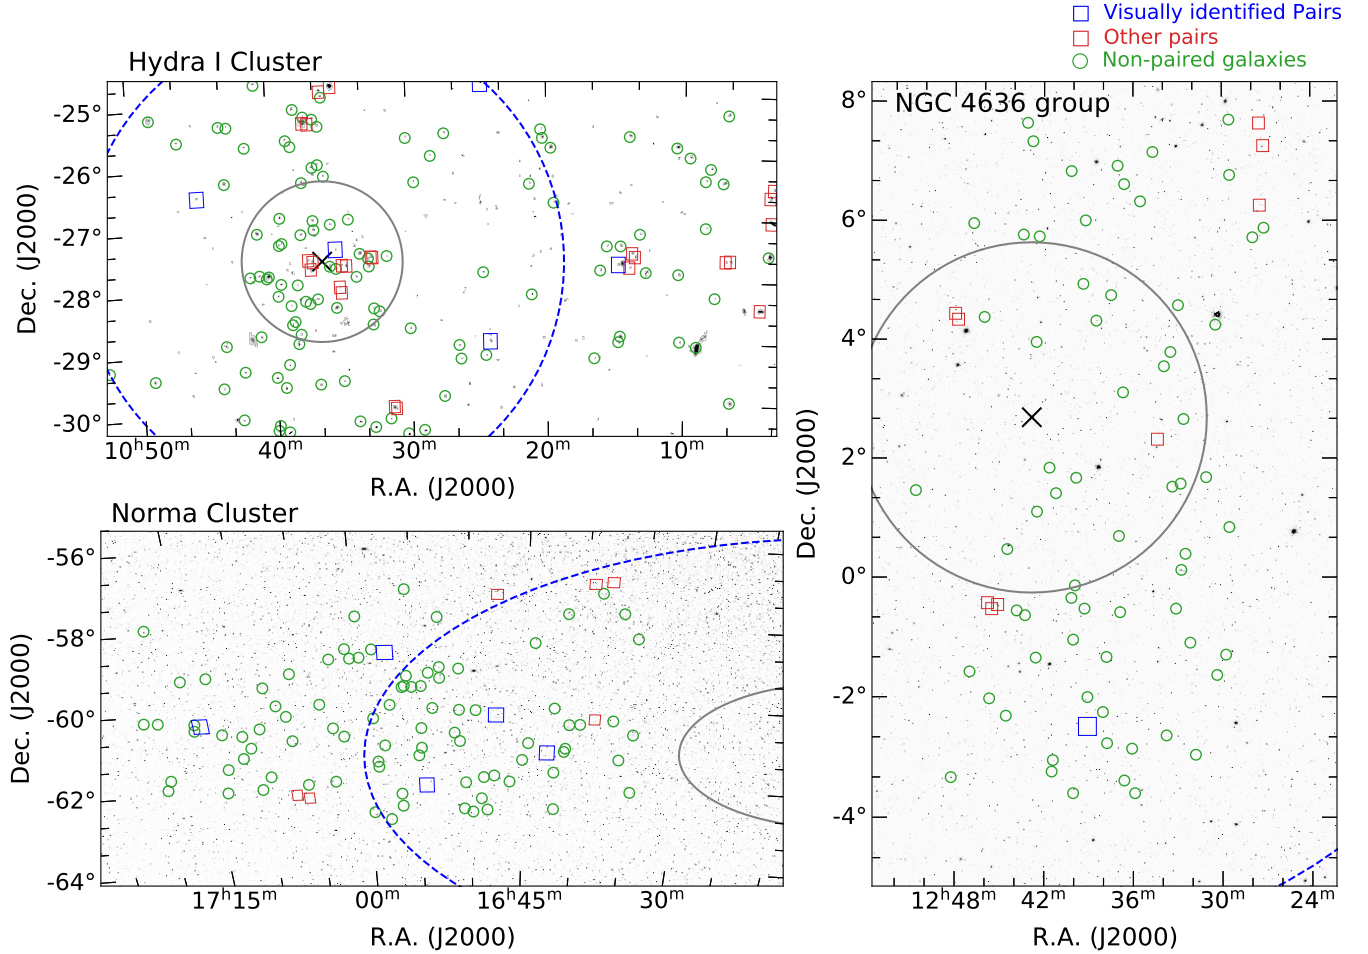 Visually identified Pairs
Other pairs
Non-paired galaxies
Hydra I Cluster
-25°
-26°
-27°
-28°
-29°
-30°
Dec. (J2000)
10ʰ50ᵐ
40ᵐ
30ᵐ
20ᵐ
10ᵐ
R.A. (J2000)
Norma Cluster
-56°
-58°
-60°
-62°
-64°
Dec. (J2000)
17ʰ15ᵐ
00ᵐ
16ʰ45ᵐ
30ᵐ
R.A. (J2000)
NGC 4636 group
8°
6°
4°
2°
0°
-2°
-4°
Dec. (J2000)
12ʰ48ᵐ
42ᵐ
36ᵐ
30ᵐ
24ᵐ
R.A. (J2000)